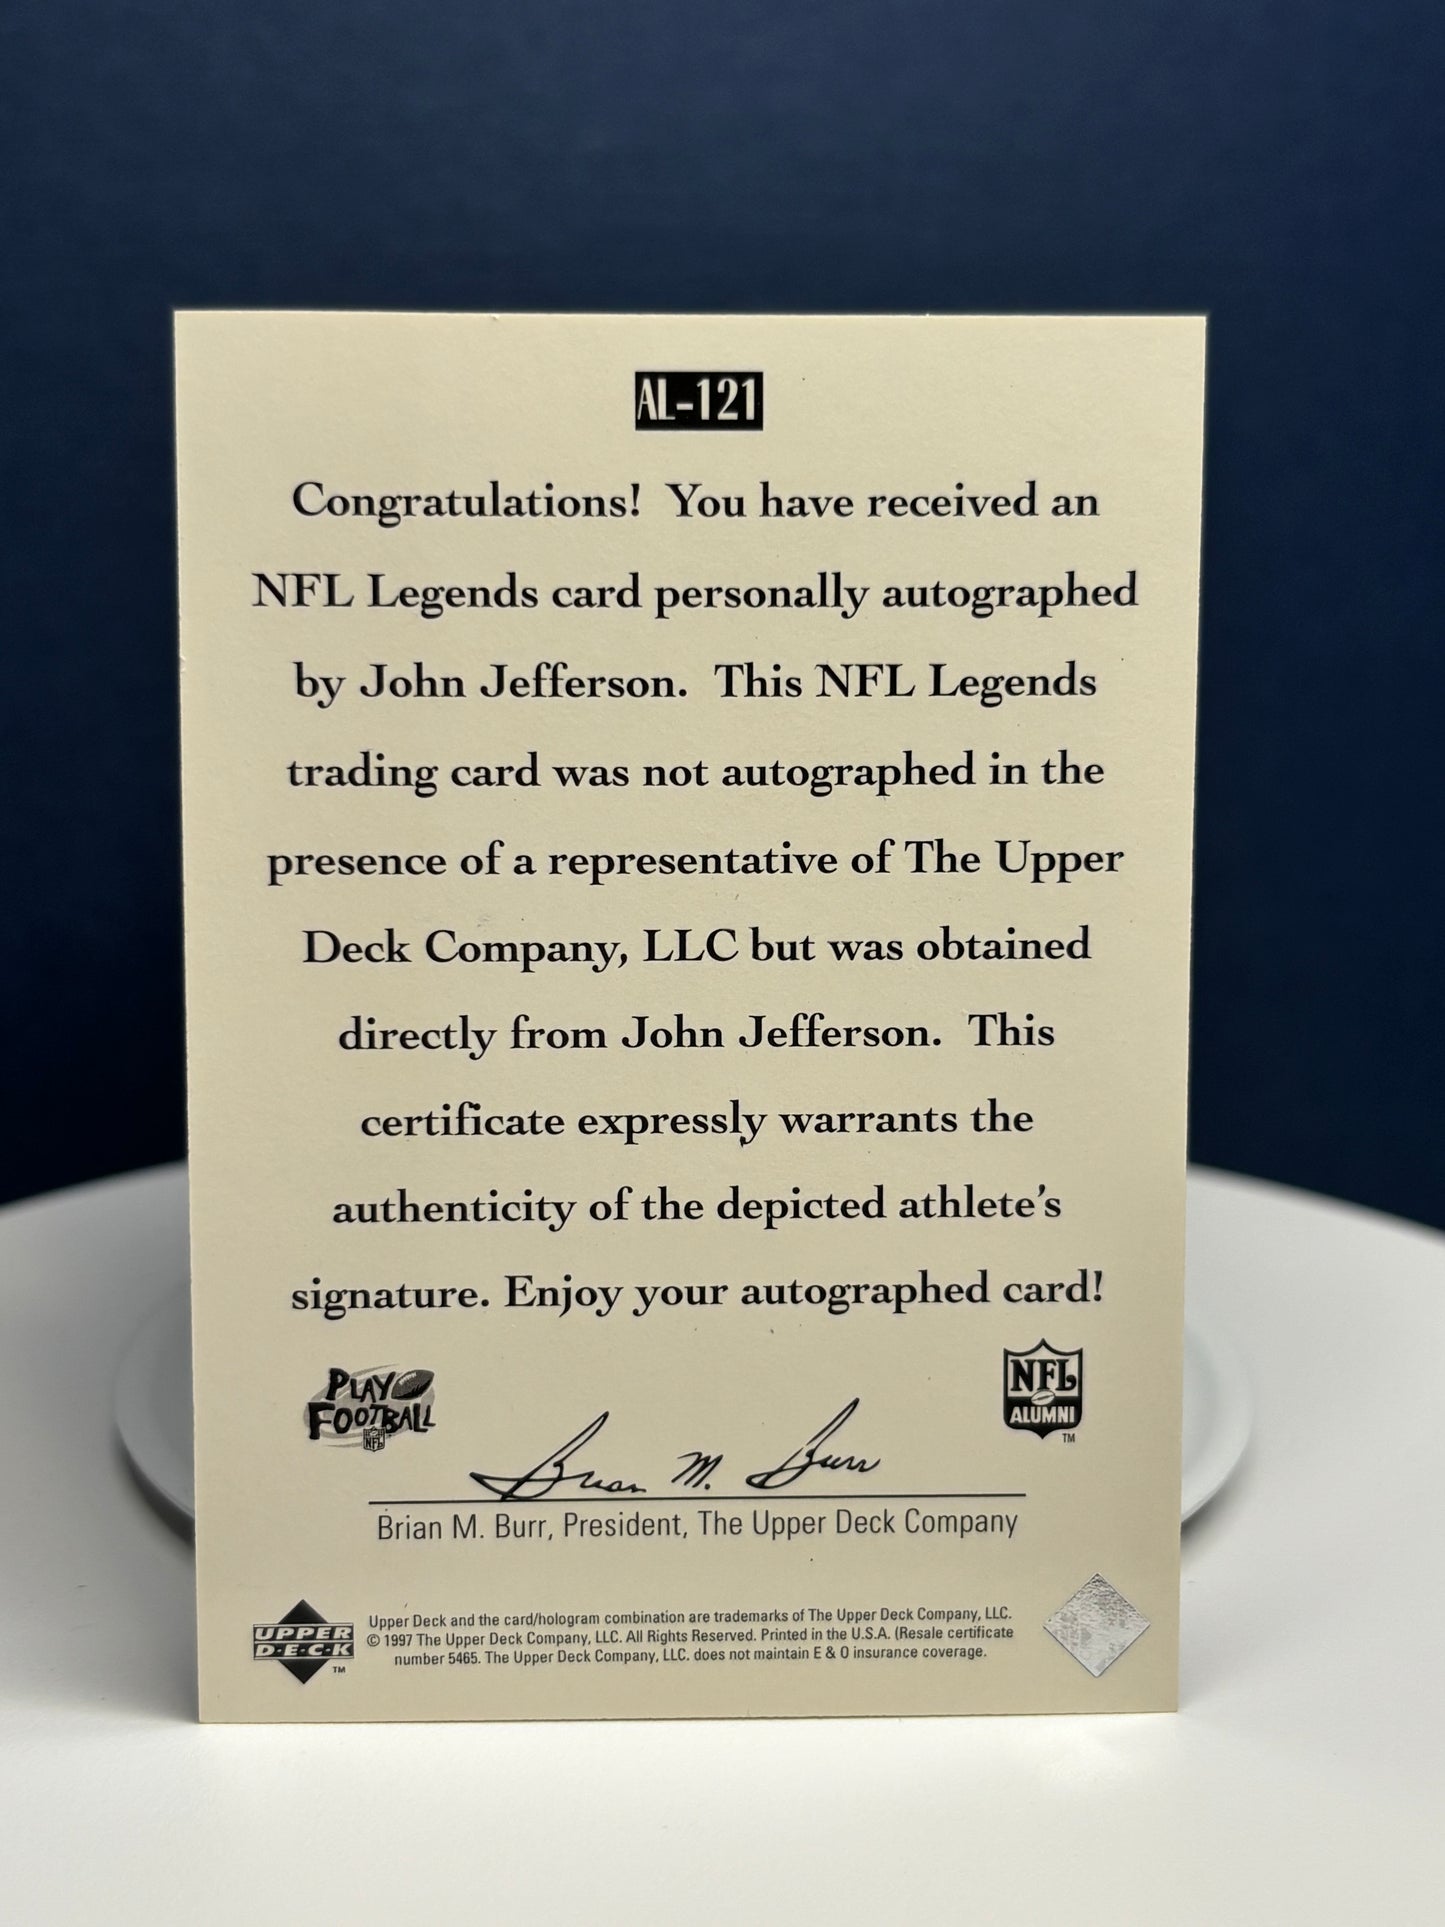 AL-121
Congratulations! You have received an
NFL Legends card personally autographed
by John Jefferson. This NFL Legends
trading card was not autographed in the
presence of a representative of The Upper
Deck Company, LLC but was obtained
directly from John Jefferson. This
certificate expressly warrants the
authenticity of the depicted athlete's
signature. Enjoy your autographed card!
PLAY
FOOTBALL
NFL
NFL
ALUMNI
TM
Brian M. Burr
Brian M. Burr, President, The Upper Deck Company
UPPER
D·E·C·K
TM
Upper Deck and the card/hologram combination are trademarks of The Upper Deck Company, LLC.
© 1997 The Upper Deck Company, LLC. All Rights Reserved. Printed in the U.S.A. (Resale certificate
number 5465. The Upper Deck Company, LLC. does not maintain E & O insurance coverage.